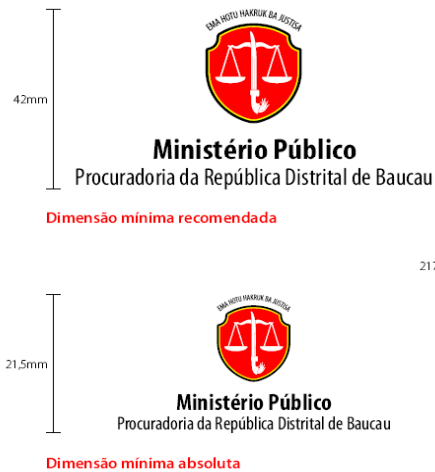 EMA HOTU HAKRUK BA JUSTISA
42mm
Ministério Público
Procuradoria da República Distrital de Baucau
Dimensão mínima recomendada
217
EMA HOTU HAKRUK BA JUSTISA
21,5mm
Ministério Público
Procuradoria da República Distrital de Baucau
Dimensão mínima absoluta